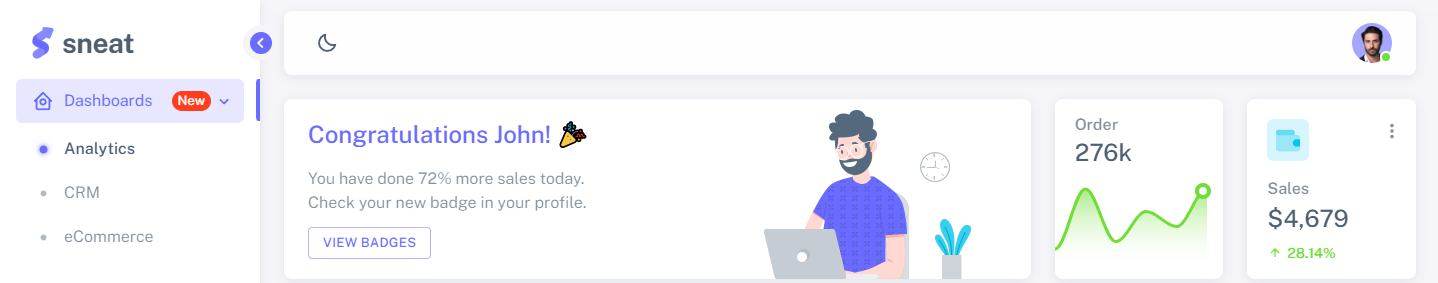 sneat
Dashboards New
Analytics
CRM
eCommerce
Congratulations John! 🎉
You have done 72% more sales today.
Check your new badge in your profile.
VIEW BADGES
Order
276k
Sales
$4,679
28.14%